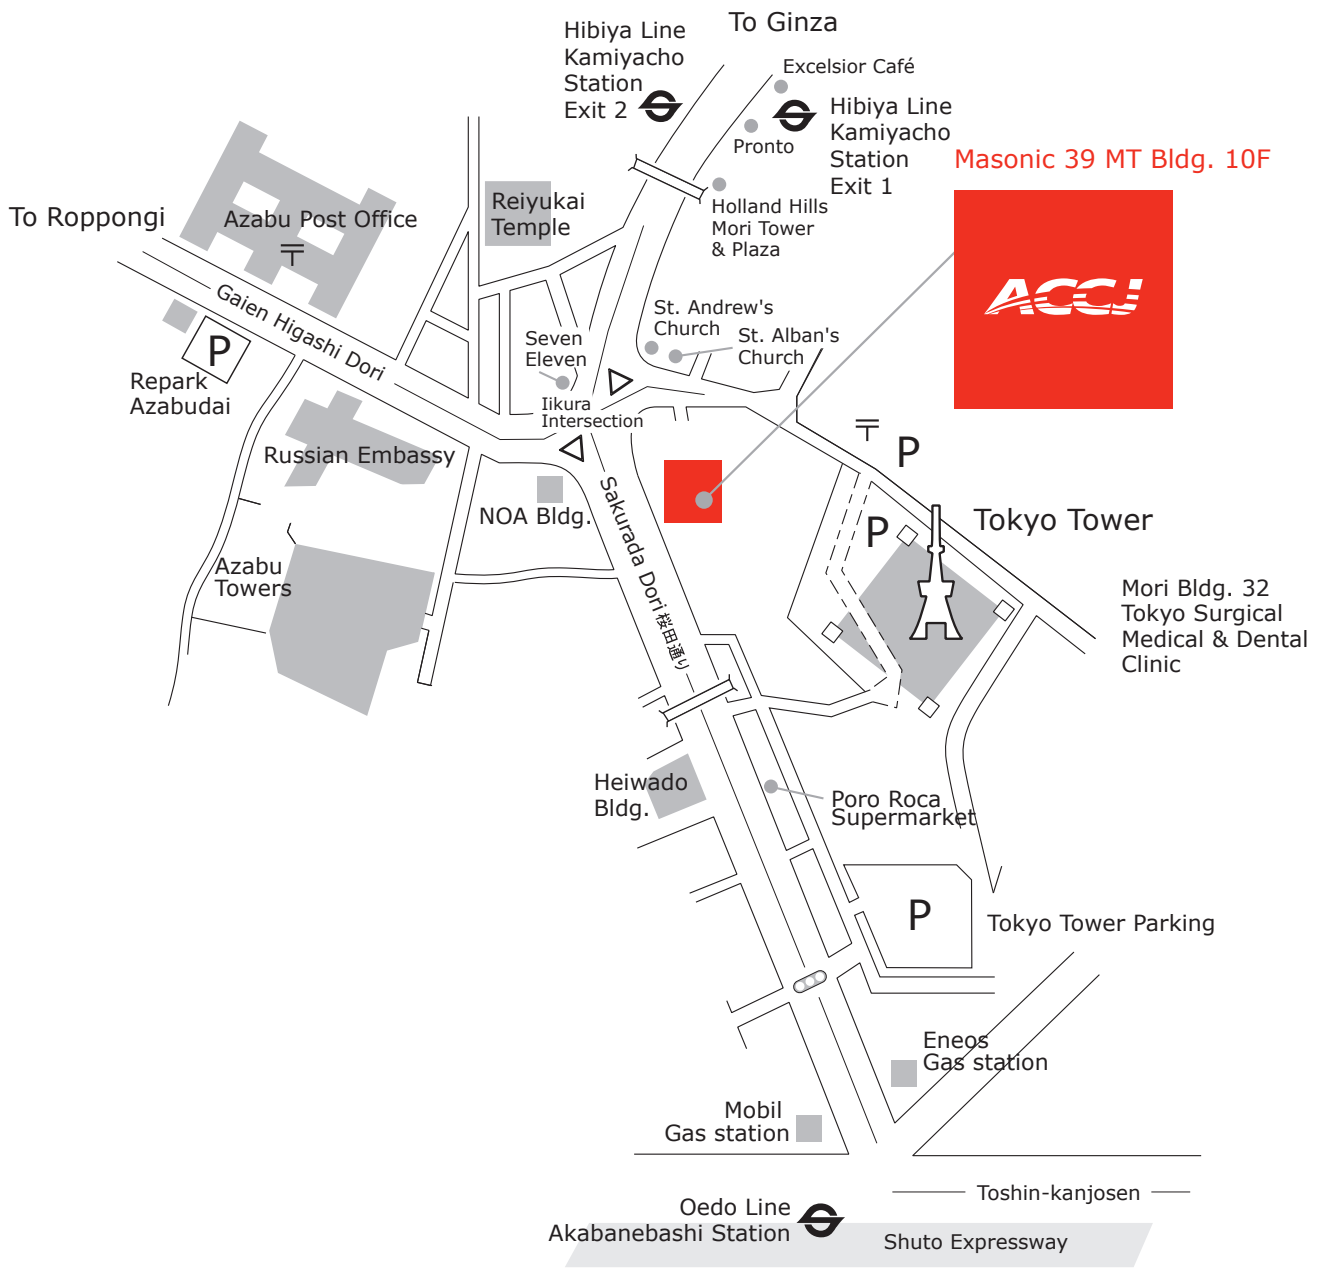 To Ginza
Hibiya Line
Kamiyacho
Station
Exit 2
Excelsior Café
Hibiya Line
Kamiyacho
Station
Exit 1
Pronto
Masonic 39 MT Bldg. 10F
ACCJ
Holland Hills
Mori Tower
& Plaza
Reiyukai
Temple
Azabu Post Office
〒
To Roppongi
Gaien Higashi Dori
St. Andrew's
Church
St. Alban's
Church
Seven
Eleven
Iikura
Intersection
P
Repark
Azabudai
Russian Embassy
〒
P
NOA Bldg.
Sakurada Dori 桜田通り
P
Tokyo Tower
Azabu
Towers
Mori Bldg. 32
Tokyo Surgical
Medical & Dental
Clinic
Heiwado
Bldg.
Poro Roca
Supermarket
P
Tokyo Tower Parking
Eneos
Gas station
Mobil
Gas station
Toshin-kanjosen
Oedo Line
Akabanebashi Station
Shuto Expressway